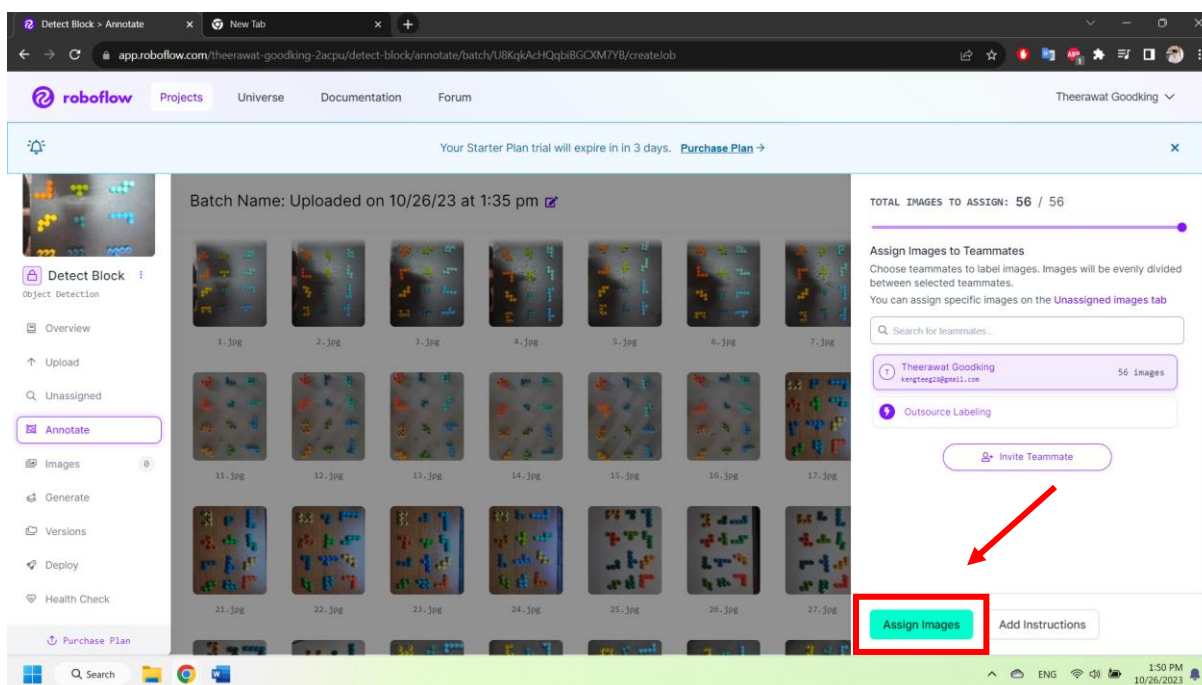 Detect Block > Annotate
New Tab
app.roboflow.com/theerawat-goodking-2acpu/detect-block/annotate/batch/U8KqkAcHQqbiBGCXM7YB/createJob
roboflow
Projects
Universe
Documentation
Forum
Theerawat Goodking
Your Starter Plan trial will expire in in 3 days. Purchase Plan →
Detect Block
Object Detection
Overview
Upload
Unassigned
Annotate
Images 0
Generate
Versions
Deploy
Health Check
Purchase Plan
Batch Name: Uploaded on 10/26/23 at 1:35 pm
1.jpg
2.jpg
3.jpg
4.jpg
5.jpg
6.jpg
7.jpg
11.jpg
12.jpg
13.jpg
14.jpg
15.jpg
16.jpg
17.jpg
21.jpg
22.jpg
23.jpg
24.jpg
25.jpg
26.jpg
27.jpg
TOTAL IMAGES TO ASSIGN: 56 / 56
Assign Images to Teammates
Choose teammates to label images. Images will be evenly divided
between selected teammates.
You can assign specific images on the Unassigned images tab
Search for teammates...
T
Theerawat Goodking
56 images
Outsource Labeling
Invite Teammate
Assign Images
Add Instructions
Search
ENG
1:50 PM
10/26/2023